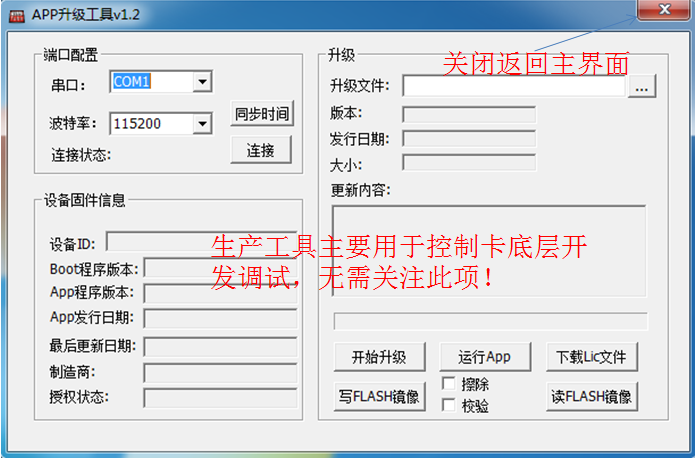 APP升级工具v1.2
关闭返回主界面
端口配置
串口:
COM1
波特率:
115200
同步时间
连接状态:
连接
设备固件信息
设备ID:
Boot程序版本:
App程序版本:
App发行日期:
最后更新日期:
制造商:
授权状态:
升级
升级文件:
...
版本:
发行日期:
大小:
更新内容:
生产工具主要用于控制卡底层开
发调试，无需关注此项！
开始升级
运行App
下载Lic文件
写FLASH镜像
擦除
校验
读FLASH镜像